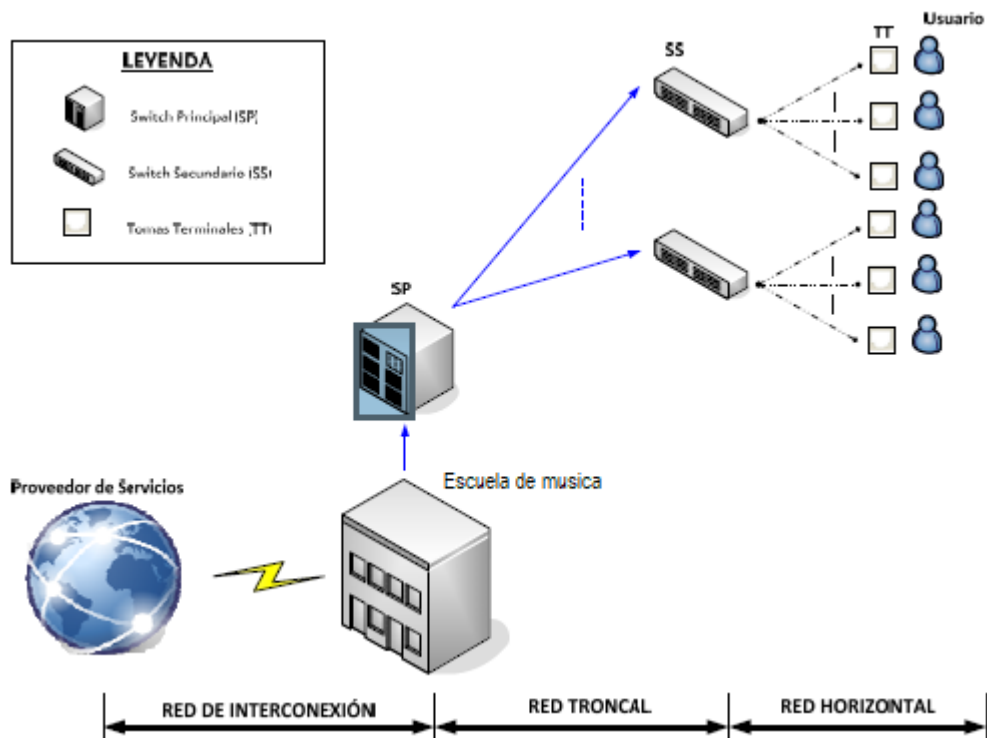 LEYENDA
Switch Principal (SP)
Switch Secundario (SS)
Tomas Terminales (TT)
Usuario
TT
SS
SP
Escuela de musica
Proveedor de Servicios
RED DE INTERCONEXIÓN
RED TRONCAL
RED HORIZONTAL